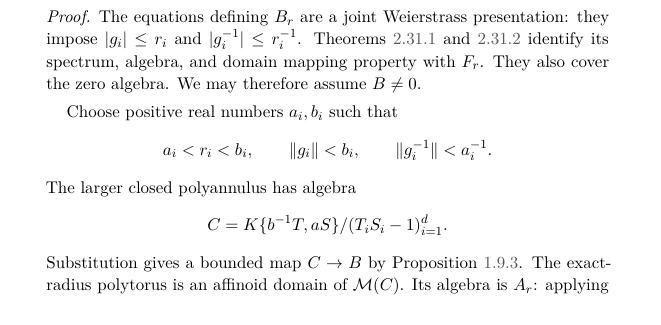 Proof. The equations defining B_r are a joint Weierstrass presentation: they
impose |g_i| ≤ r_i and |g_i^{-1}| ≤ r_i^{-1}. Theorems 2.31.1 and 2.31.2 identify its
spectrum, algebra, and domain mapping property with F_r. They also cover
the zero algebra. We may therefore assume B ≠ 0.
Choose positive real numbers a_i, b_i such that
a_i < r_i < b_i, ‖g_i‖ < b_i, ‖g_i^{-1}‖ < a_i^{-1}.
The larger closed polyannulus has algebra
C = K{b^{-1}T, aS}/(T_iS_i − 1)_{i=1}^d.
Substitution gives a bounded map C → B by Proposition 1.9.3. The exact-
radius polytorus is an affinoid domain of M(C). Its algebra is A_r: applying